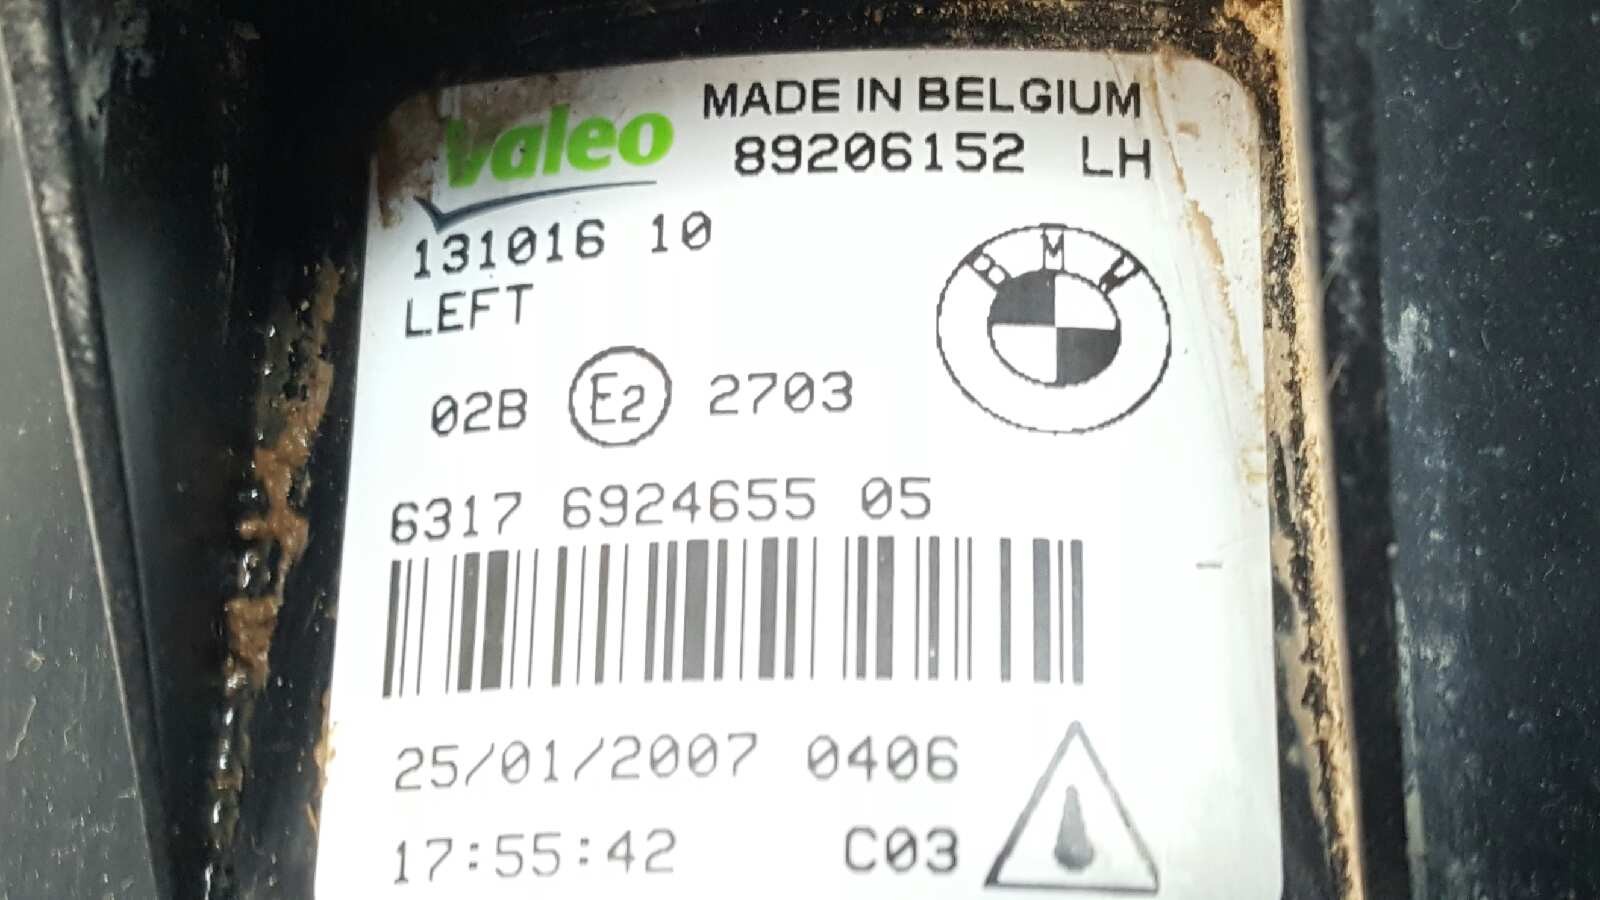 valeo MADE IN BELGIUM
89206152 LH
131016 10
LEFT
BMW
02B E2 2703
6317 6924655 05
25/01/2007 0406
17:55:42 C03